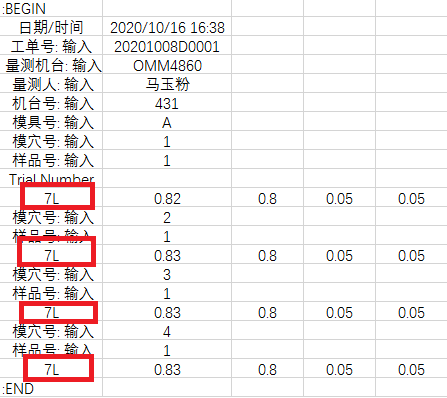 :BEGIN
日期/时间 2020/10/16 16:38
工单号: 输入 20201008D0001
量测机台: 输入 OMM4860
量测人: 输入 马玉粉
机台号: 输入 431
模具号: 输入 A
模穴号: 输入 1
样品号: 输入 1
Trial Number
7L 0.82 0.8 0.05 0.05
模穴号: 输入 2
样品号: 输入 1
7L 0.83 0.8 0.05 0.05
模穴号: 输入 3
样品号: 输入 1
7L 0.83 0.8 0.05 0.05
模穴号: 输入 4
样品号: 输入 1
7L 0.83 0.8 0.05 0.05
:END